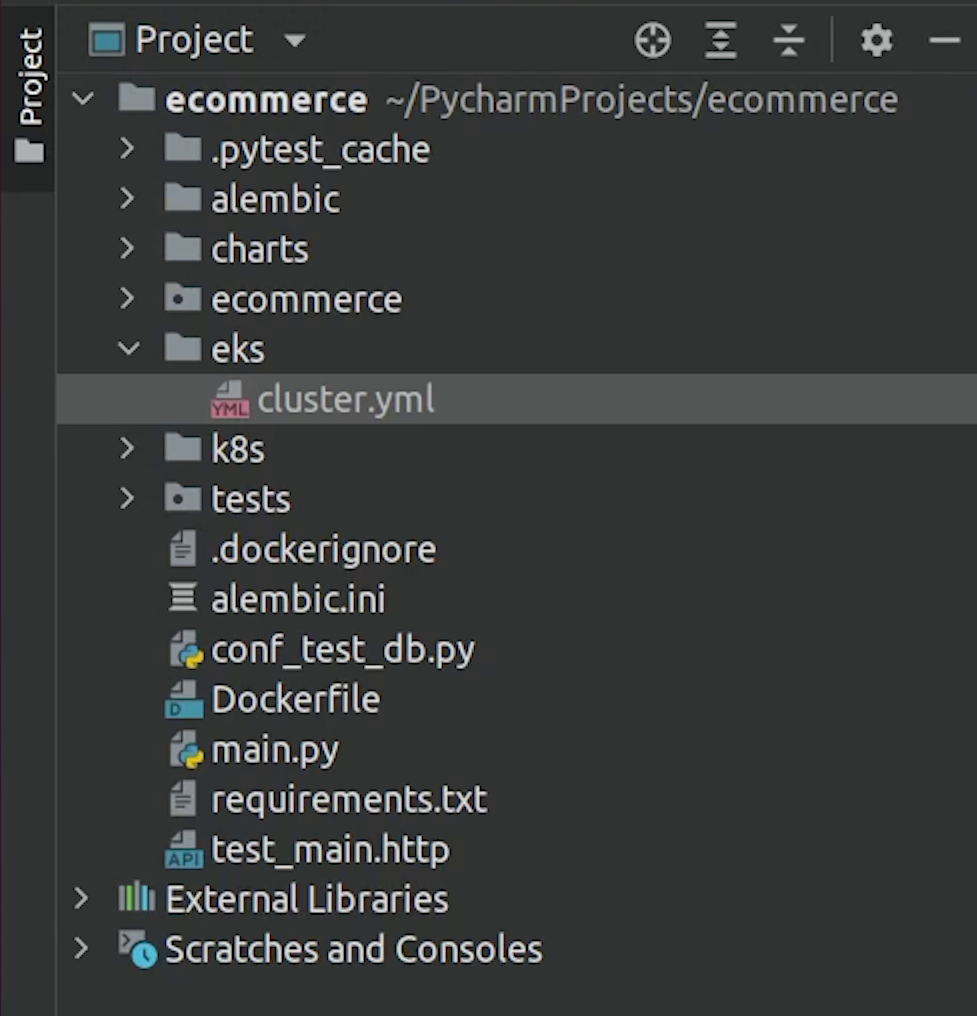 Project
Project
ecommerce ~/PycharmProjects/ecommerce
.pytest_cache
alembic
charts
ecommerce
eks
YML cluster.yml
k8s
tests
.dockerignore
alembic.ini
conf_test_db.py
D Dockerfile
main.py
requirements.txt
API test_main.http
External Libraries
Scratches and Consoles